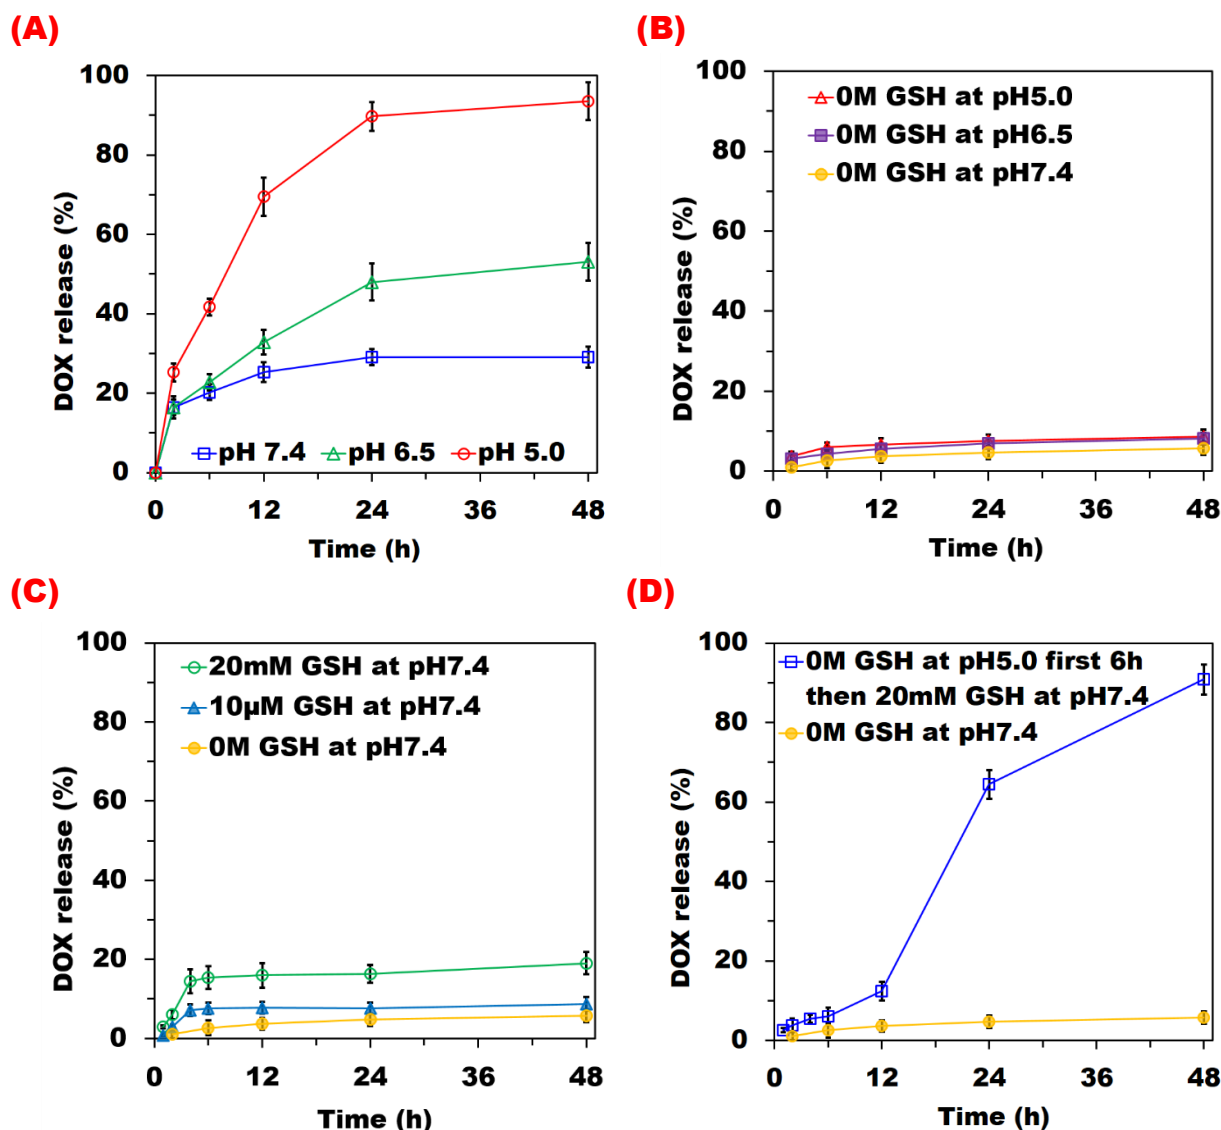 (A)
100
80
60
40
20
0
DOX release (%)
pH 7.4 pH 6.5 pH 5.0
0 12 24 36 48
Time (h)
(B)
100
80
60
40
20
0
DOX release (%)
0M GSH at pH5.0
0M GSH at pH6.5
0M GSH at pH7.4
0 12 24 36 48
Time (h)
(C)
100
80
60
40
20
0
DOX release (%)
20mM GSH at pH7.4
10µM GSH at pH7.4
0M GSH at pH7.4
0 12 24 36 48
Time (h)
(D)
100
80
60
40
20
0
DOX release (%)
0M GSH at pH5.0 first 6h
then 20mM GSH at pH7.4
0M GSH at pH7.4
0 12 24 36 48
Time (h)